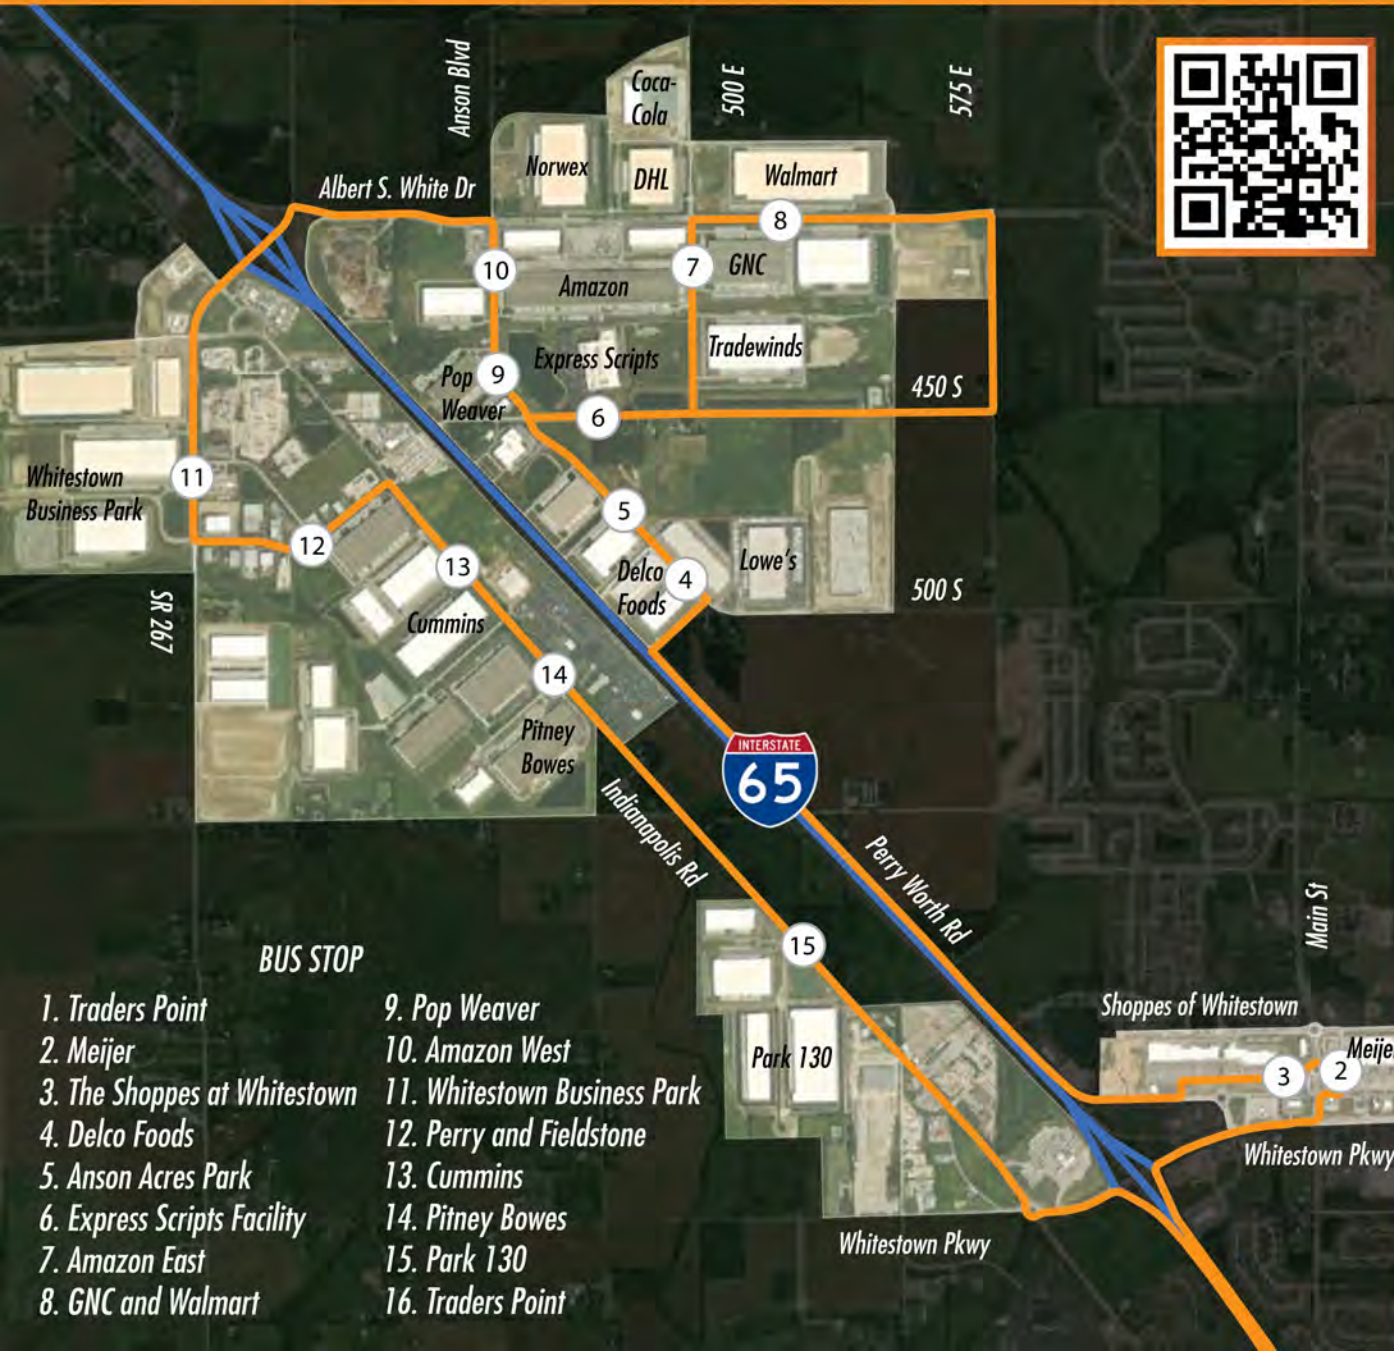 Anson Blvd
Coca-
Cola
500 E
575 E
Norwex
DHL
Walmart
Albert S. White Dr
8
10
7
GNC
Amazon
Express Scripts
Tradewinds
Pop
Weaver
9
6
450 S
Whitestown
Business Park
11
12
5
13
Delco
Foods
4
Lowe's
500 S
SR 267
Cummins
14
Pitney
Bowes
INTERSTATE
65
Indianapolis Rd
Perry Worth Rd
15
Main St
Park 130
Shoppes of Whitestown
3
2
Meije
Whitestown Pkwy
Whitestown Pkwy
BUS STOP
1. Traders Point
2. Meijer
3. The Shoppes at Whitestown
4. Delco Foods
5. Anson Acres Park
6. Express Scripts Facility
7. Amazon East
8. GNC and Walmart
9. Pop Weaver
10. Amazon West
11. Whitestown Business Park
12. Perry and Fieldstone
13. Cummins
14. Pitney Bowes
15. Park 130
16. Traders Point